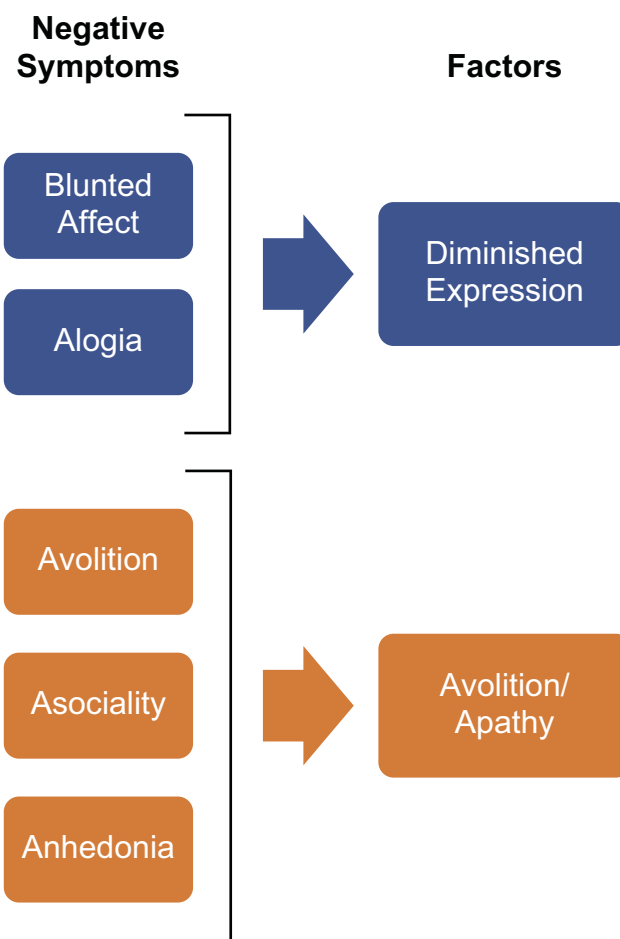 Negative
Symptoms
Factors
Blunted
Affect
Alogia
Diminished
Expression
Avolition
Asociality
Anhedonia
Avolition/
Apathy